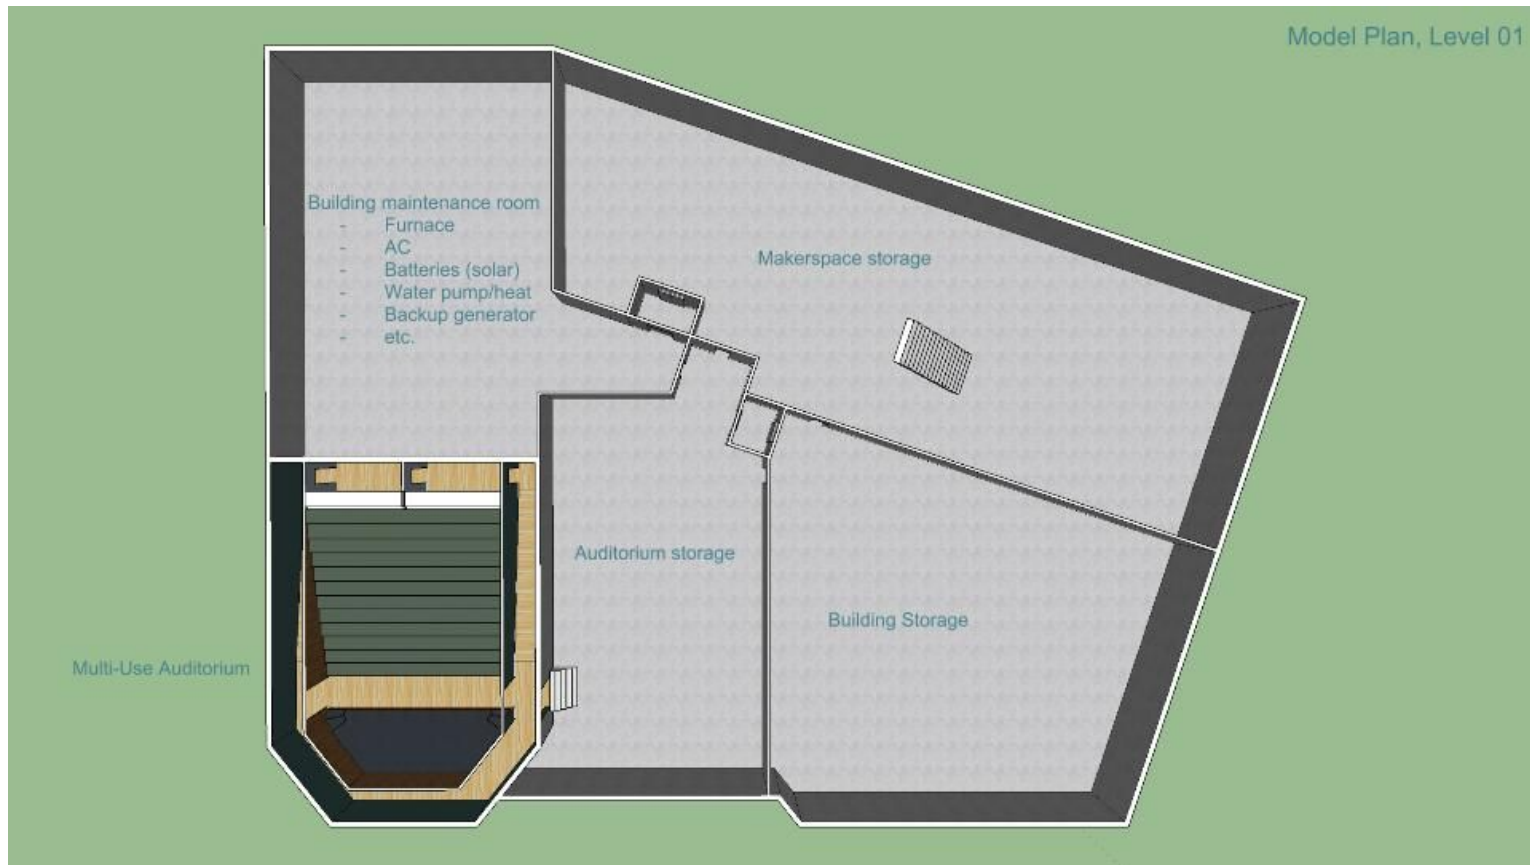 Model Plan, Level 01
Building maintenance room
- Furnace
- AC
- Batteries (solar)
- Water pump/heat
- Backup generator
- etc.
Makerspace storage
Auditorium storage
Building Storage
Multi-Use Auditorium